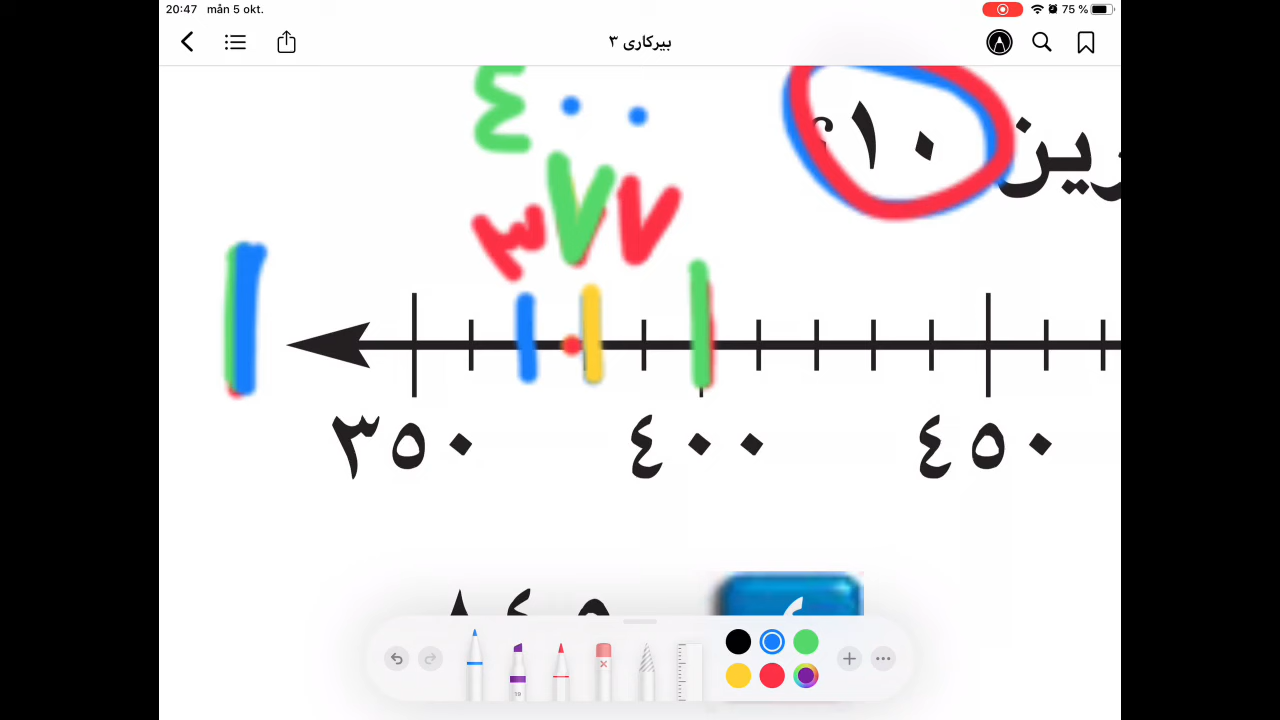 20:47 mån 5 okt. 75 %
بیرکاری ٣
٤٠٠
رین ١٠؟
٣٧٧
٣٥٠ ٤٠٠ ٤٥٠